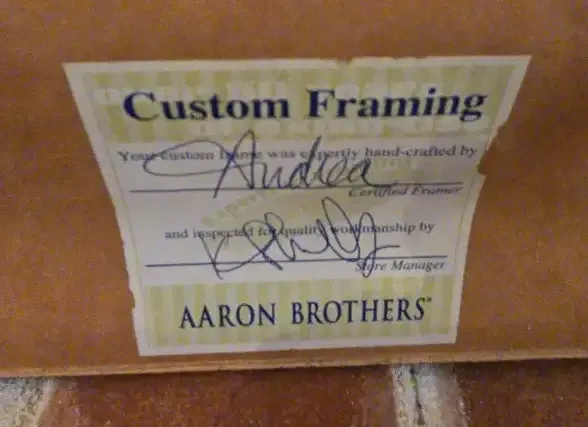 Custom Framing
Your custom frame was expertly hand-crafted by
Andrea
Certified Framer
and inspected for quality workmanship by
Store Manager
AARON BROTHERS